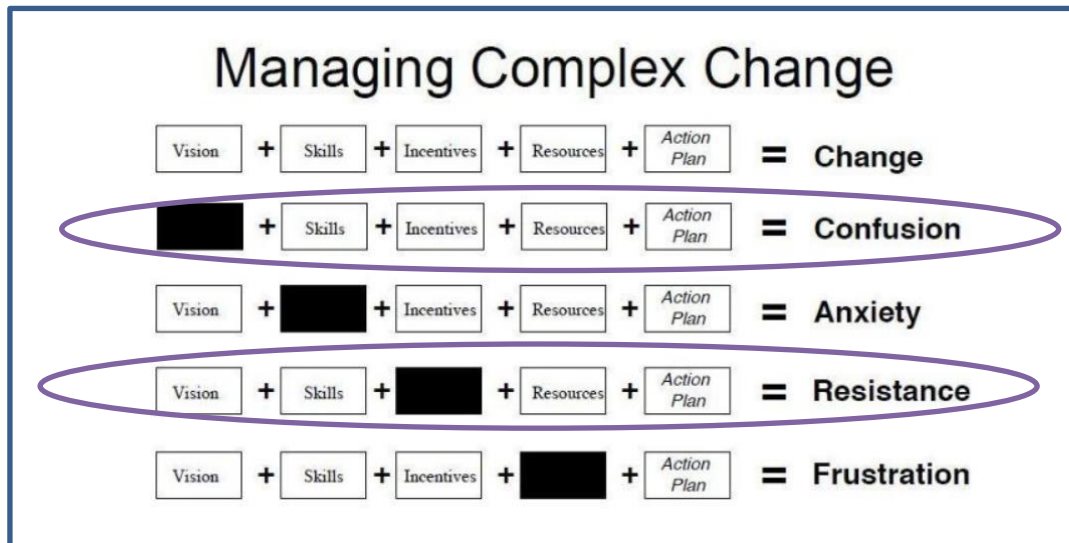 Managing Complex Change
Vision + Skills + Incentives + Resources + Action Plan = Change
+ Skills + Incentives + Resources + Action Plan = Confusion
Vision + + Incentives + Resources + Action Plan = Anxiety
Vision + Skills + + Resources + Action Plan = Resistance
Vision + Skills + Incentives + + Action Plan = Frustration